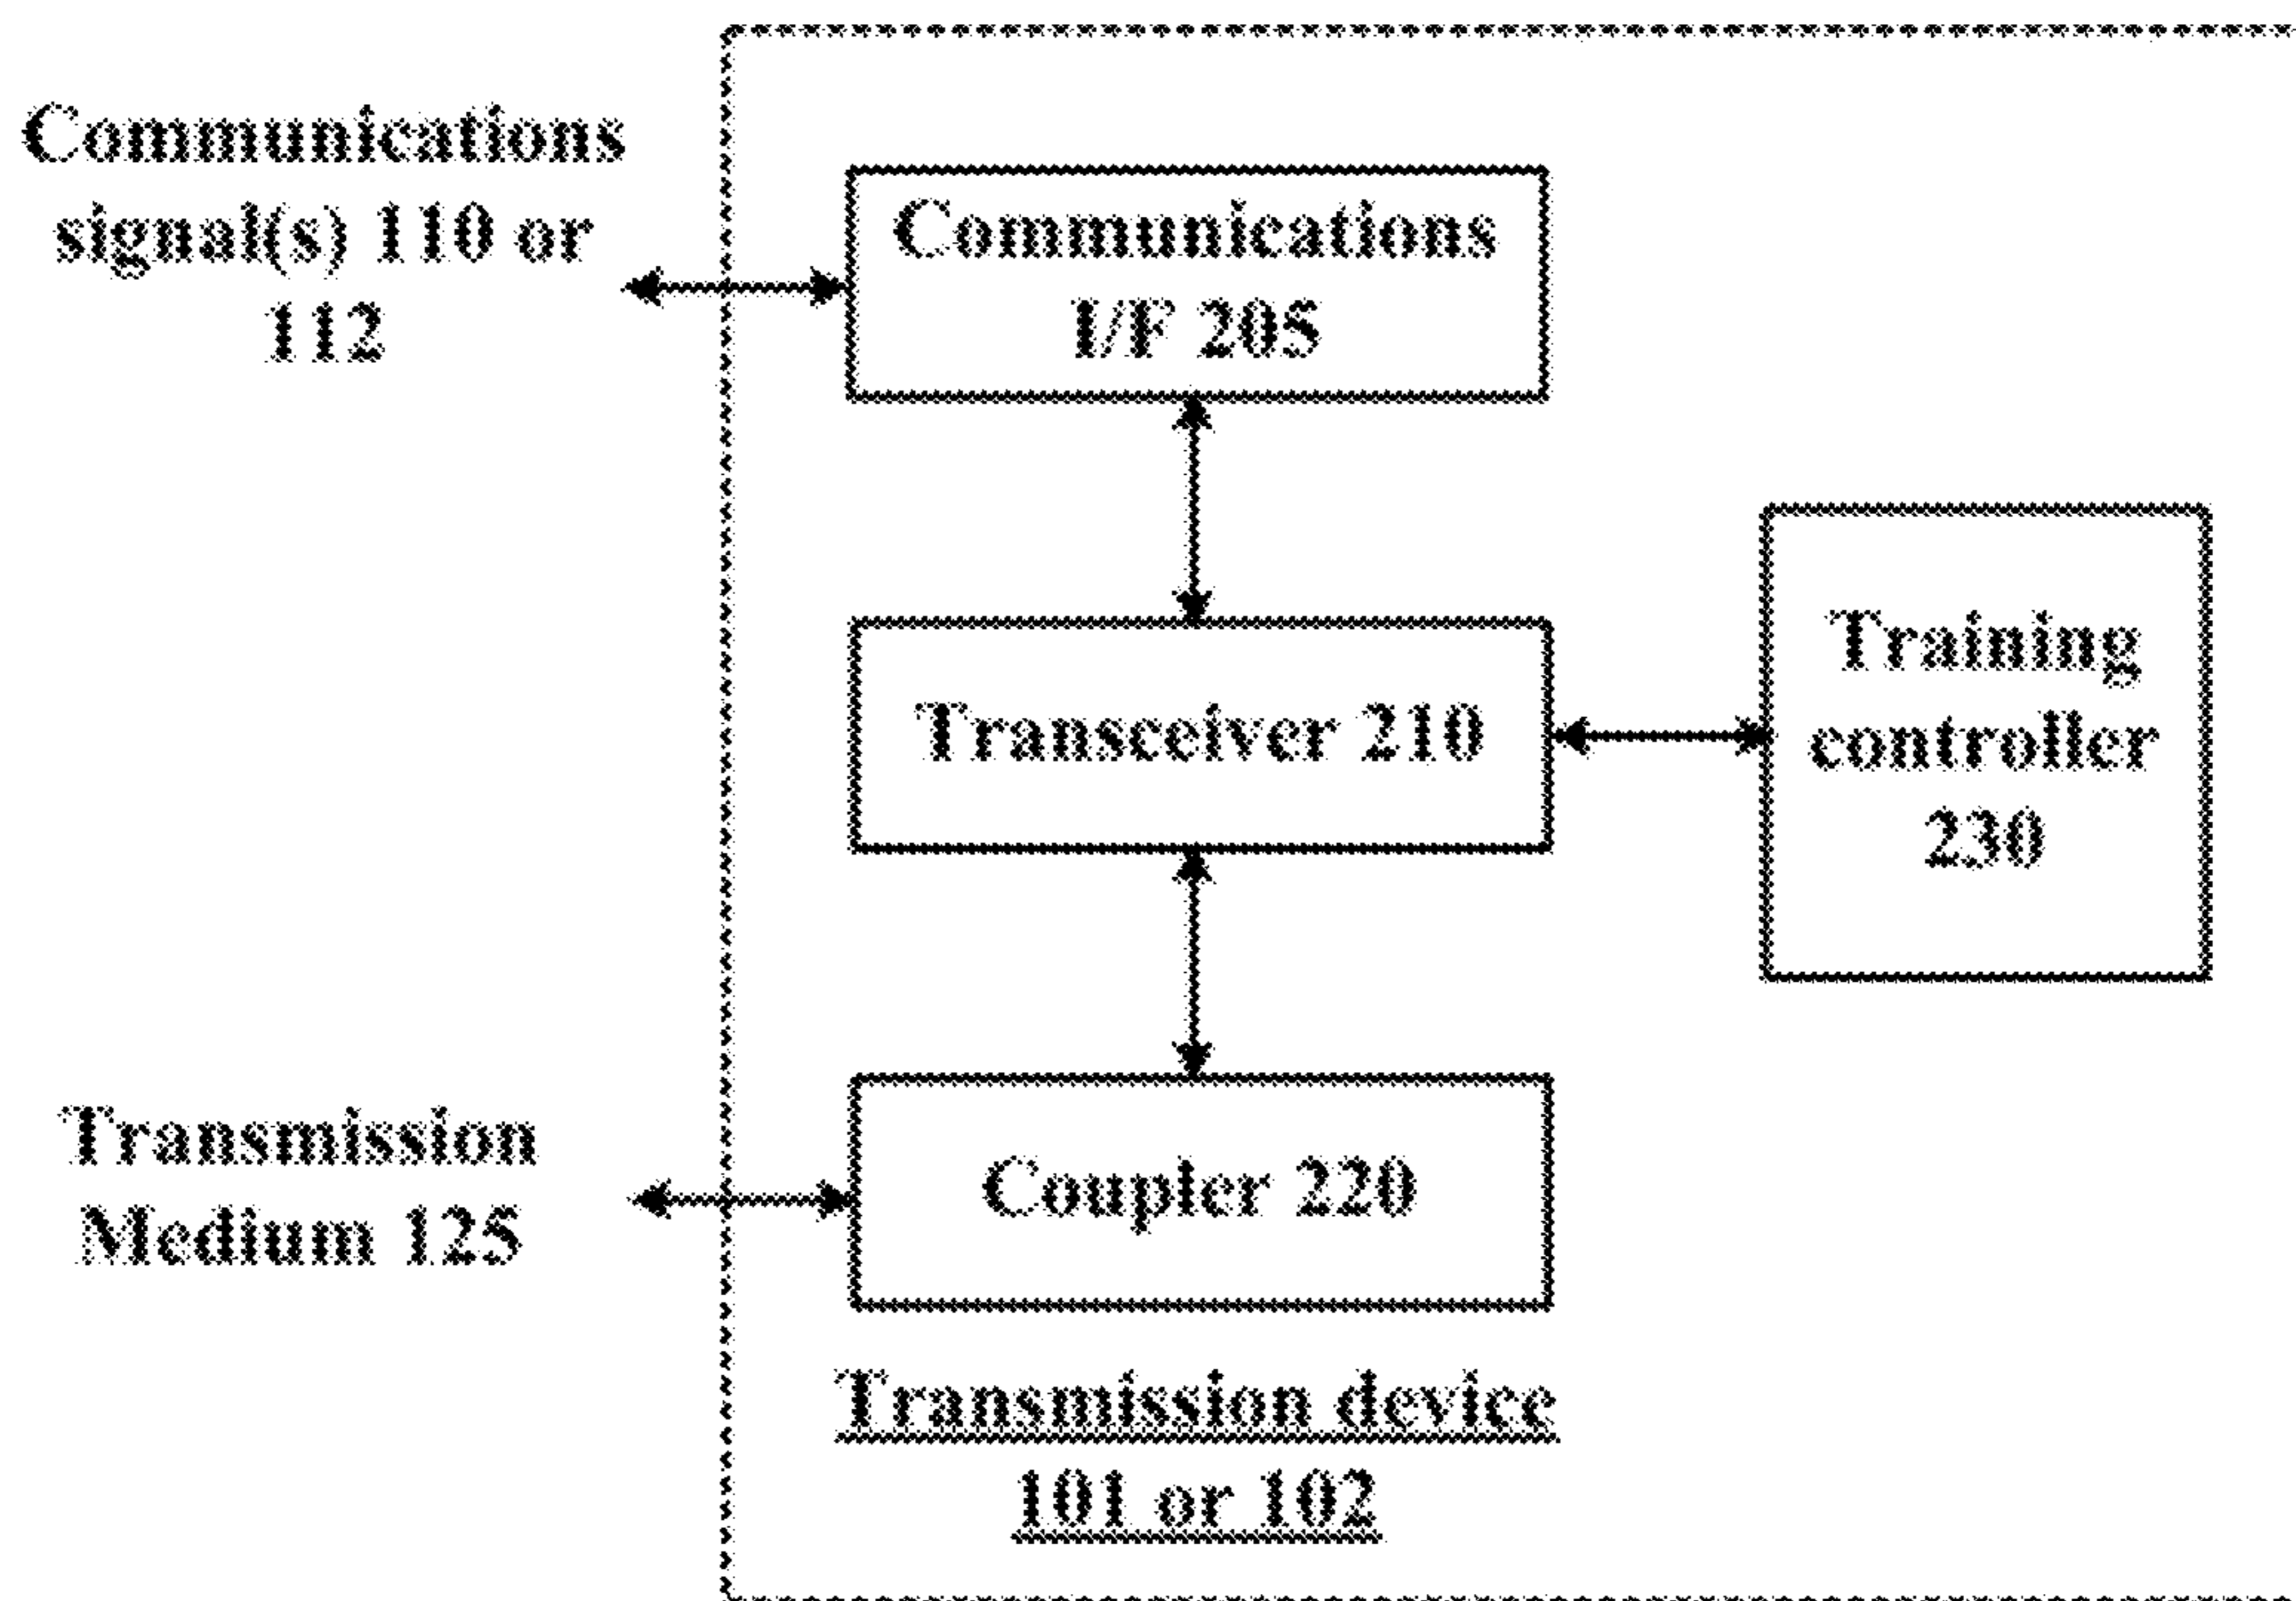 Communications
signal(s) 110 or
112
Communications
I/F 205
Transceiver 210
Training
controller
230
Transmission
Medium 125
Coupler 220
Transmission device
101 or 102